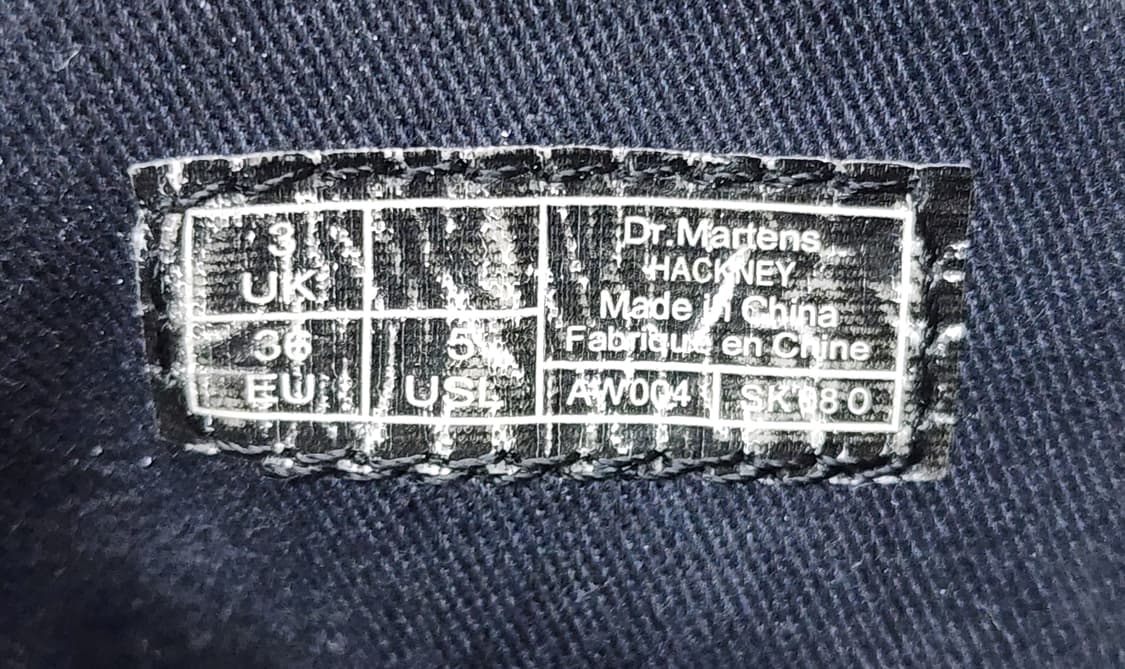 3
UK
36
EU
5
USL
Dr.Martens
HACKNEY
Made in China
Fabriqué en Chine
AW004